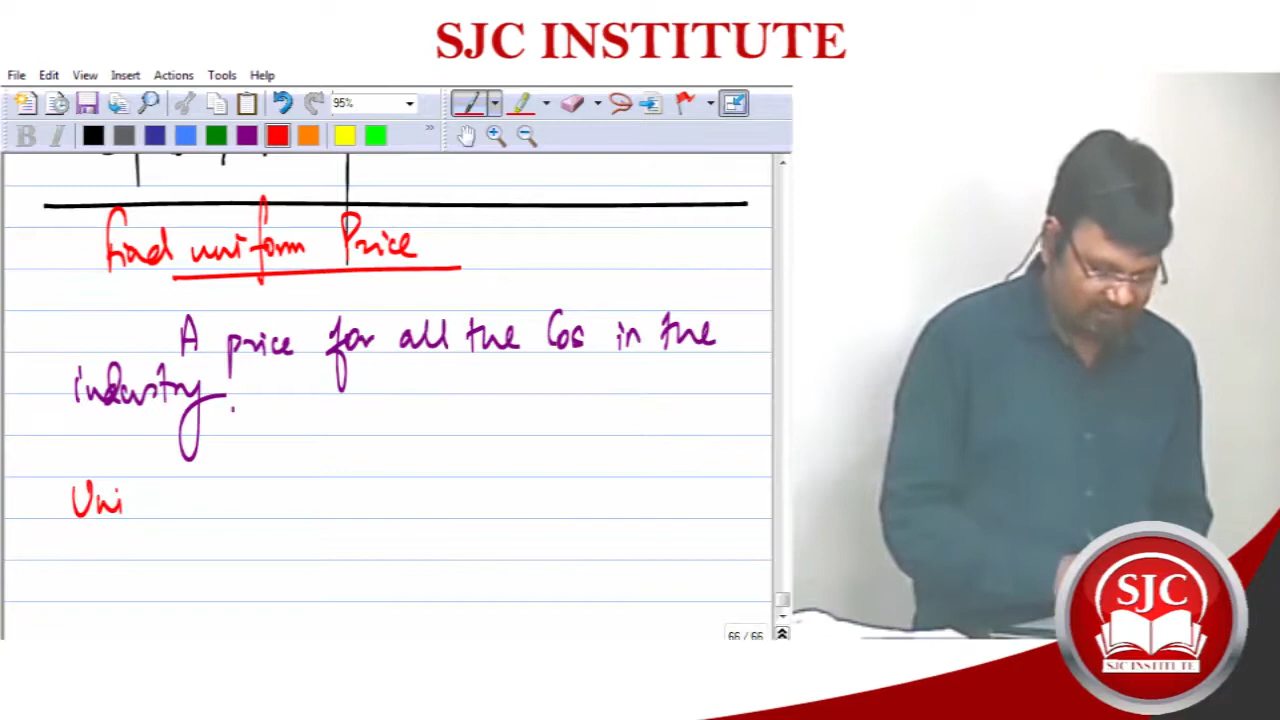 SJC INSTITUTE
File Edit View Insert Actions Tools Help
95%
B I
find uniform Price
A price for all the Cos in the
industry.
Uni
66 / 66
SJC
SJC INSTITUTE